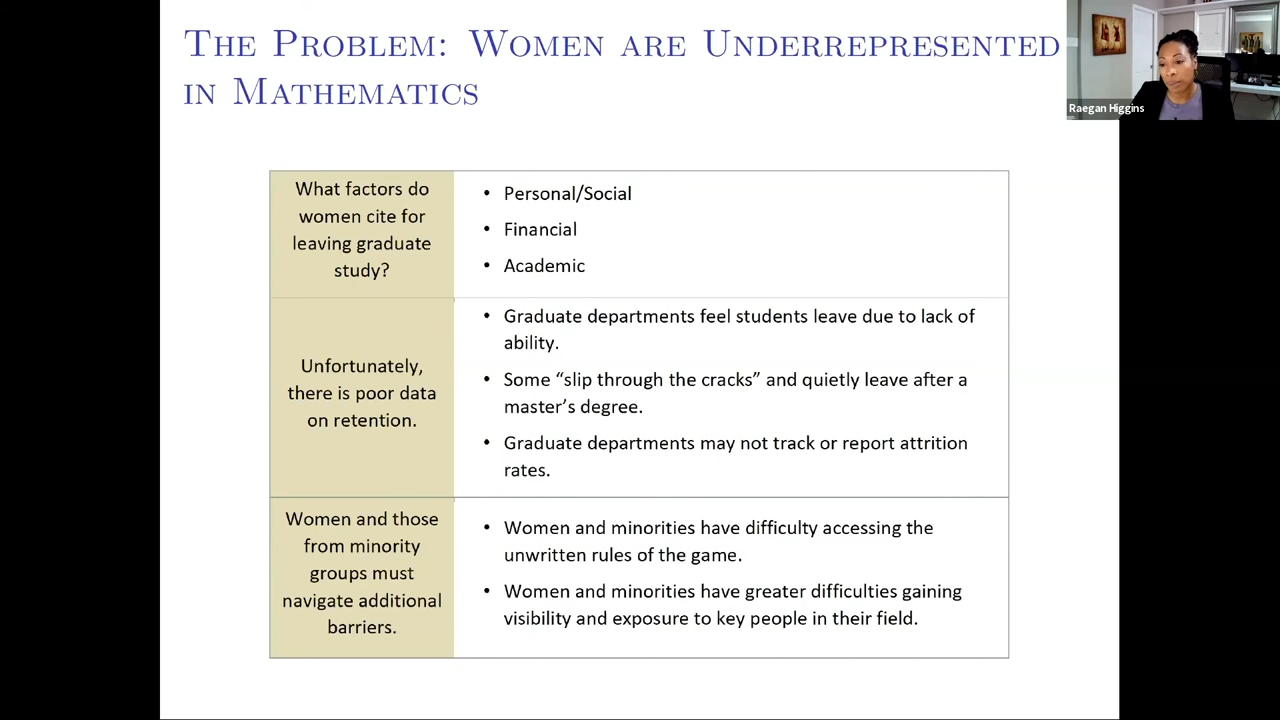 THE PROBLEM: WOMEN ARE UNDERREPRESENTED
IN MATHEMATICS
Raegan Higgins
What factors do
women cite for
leaving graduate
study?
• Personal/Social
• Financial
• Academic
Unfortunately,
there is poor data
on retention.
• Graduate departments feel students leave due to lack of
ability.
• Some “slip through the cracks” and quietly leave after a
master’s degree.
• Graduate departments may not track or report attrition
rates.
Women and those
from minority
groups must
navigate additional
barriers.
• Women and minorities have difficulty accessing the
unwritten rules of the game.
• Women and minorities have greater difficulties gaining
visibility and exposure to key people in their field.